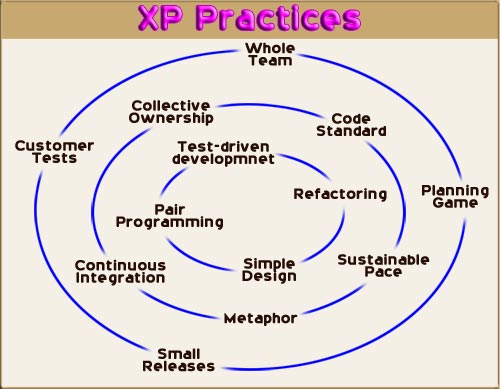 XP Practices
Whole
Team
Collective
Ownership
Code
Standard
Customer
Tests
Test-driven
developmnet
Refactoring
Planning
Game
Pair
Programming
Continuous
Integration
Simple
Design
Sustainable
Pace
Metaphor
Small
Releases